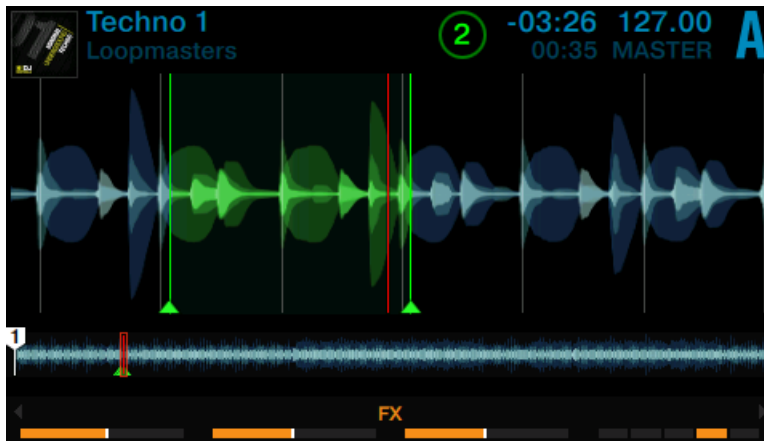 Techno 1
Loopmasters
2
-03:26 127.00
00:35 MASTER
A
1
FX